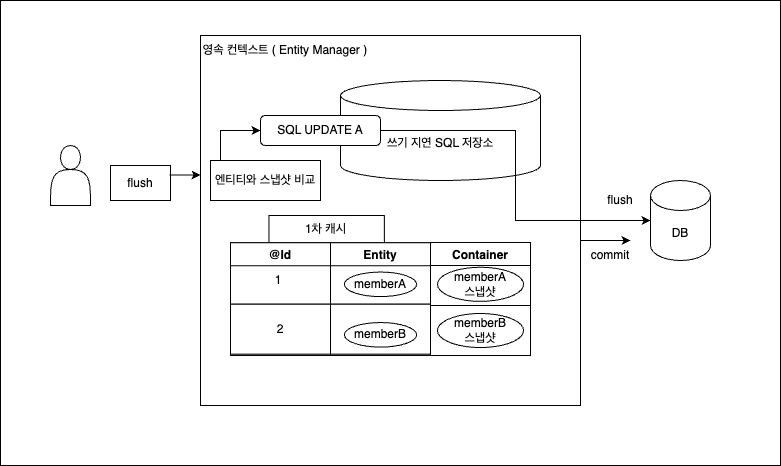 영속 컨텍스트 ( Entity Manager )
SQL UPDATE A
쓰기 지연 SQL 저장소
flush
엔티티와 스냅샷 비교
flush
DB
commit
1차 캐시
@Id Entity Container
1 memberA memberA
스냅샷
2 memberB memberB
스냅샷